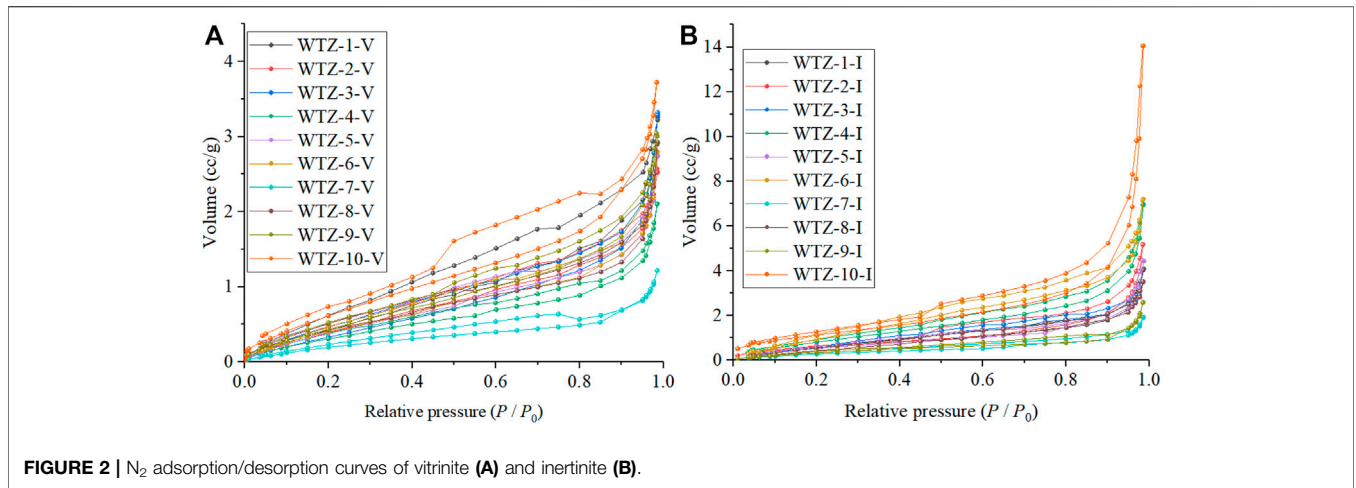 A
WTZ-1-V
WTZ-2-V
WTZ-3-V
WTZ-4-V
WTZ-5-V
WTZ-6-V
WTZ-7-V
WTZ-8-V
WTZ-9-V
WTZ-10-V
4
3
2
1
0
Volume (cc/g)
0.0 0.2 0.4 0.6 0.8 1.0
Relative pressure (P / P₀)
B
WTZ-1-I
WTZ-2-I
WTZ-3-I
WTZ-4-I
WTZ-5-I
WTZ-6-I
WTZ-7-I
WTZ-8-I
WTZ-9-I
WTZ-10-I
14
12
10
8
6
4
2
0
Volume (cc/g)
0.0 0.2 0.4 0.6 0.8 1.0
Relative pressure (P / P₀)
FIGURE 2 | N₂ adsorption/desorption curves of vitrinite (A) and inertinite (B).